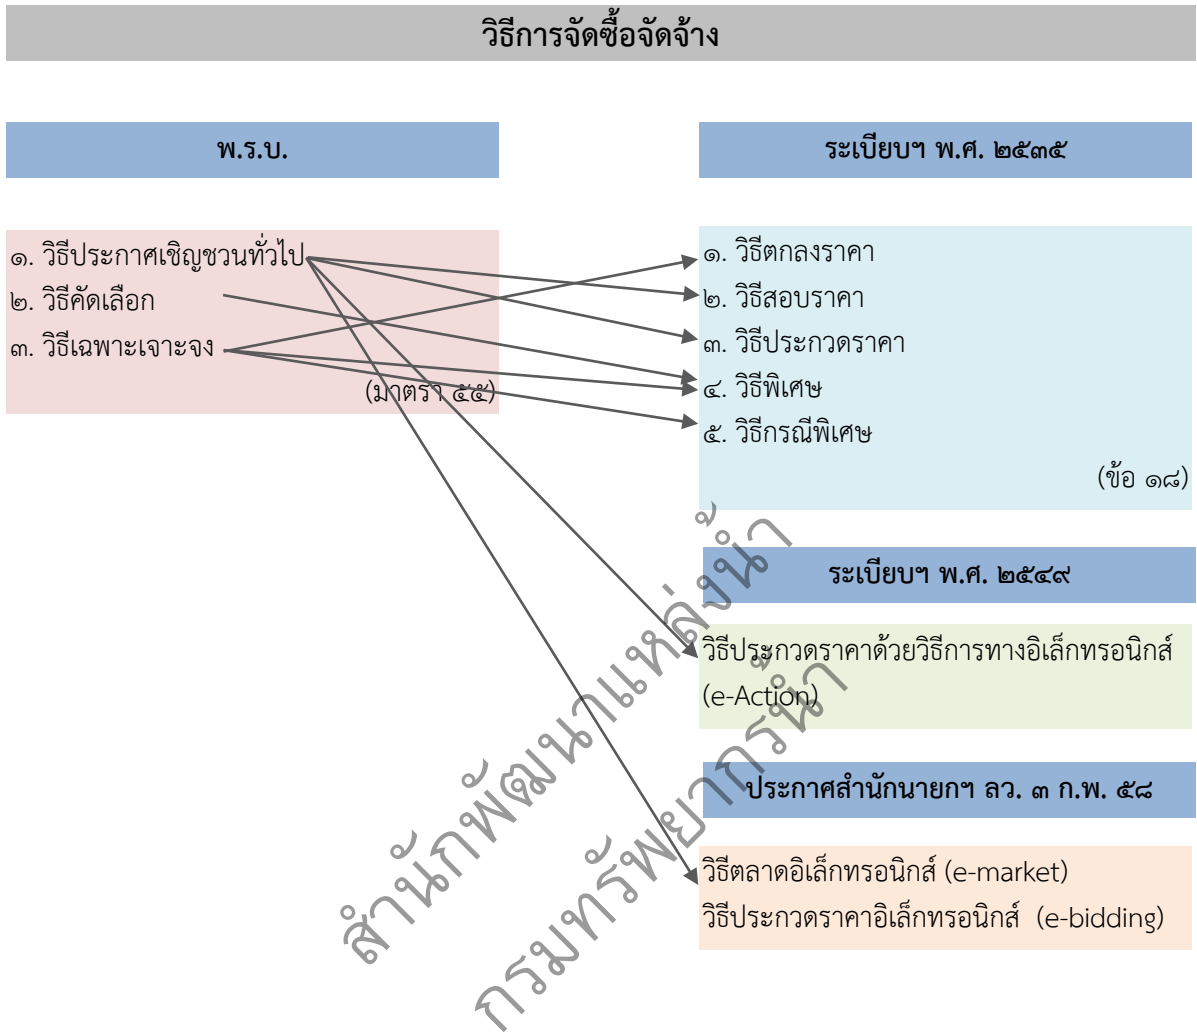 วิธีการจัดซื้อจัดจ้าง
พ.ร.บ.
๑. วิธีประกาศเชิญชวนทั่วไป
๒. วิธีคัดเลือก
๓. วิธีเฉพาะเจาะจง
(มาตรา ๕๕)
ระเบียบฯ พ.ศ. ๒๕๓๕
๑. วิธีตกลงราคา
๒. วิธีสอบราคา
๓. วิธีประกวดราคา
๔. วิธีพิเศษ
๕. วิธีกรณีพิเศษ
(ข้อ ๑๘)
ระเบียบฯ พ.ศ. ๒๕๔๙
วิธีประกวดราคาด้วยวิธีการทางอิเล็กทรอนิกส์
(e-Action)
ประกาศสำนักนายกฯ ลว. ๓ ก.พ. ๕๘
วิธีตลาดอิเล็กทรอนิกส์ (e-market)
วิธีประกวดราคาอิเล็กทรอนิกส์ (e-bidding)
สำนักพัฒนาแหล่งน้ำ
กรมทรัพยากรน้ำ